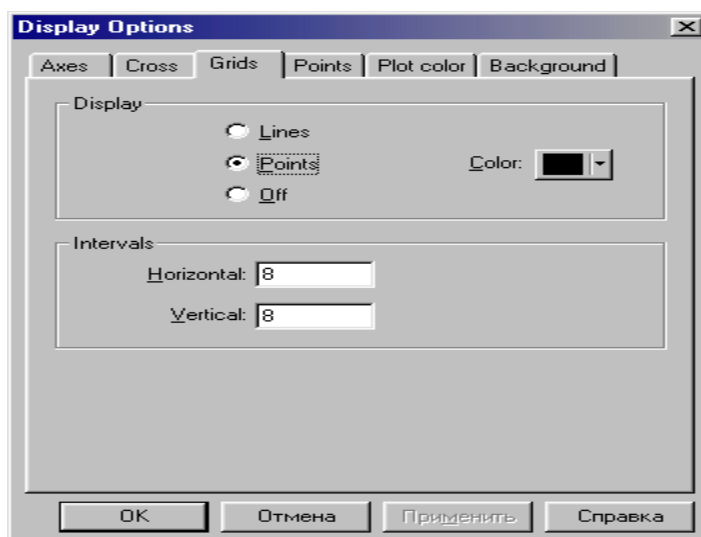 Display Options
Axes Cross Grids Points Plot color Background
Display
Lines
Points Color:
Off
Intervals
Horizontal: 8
Vertical: 8
OK Отмена Применить Справка